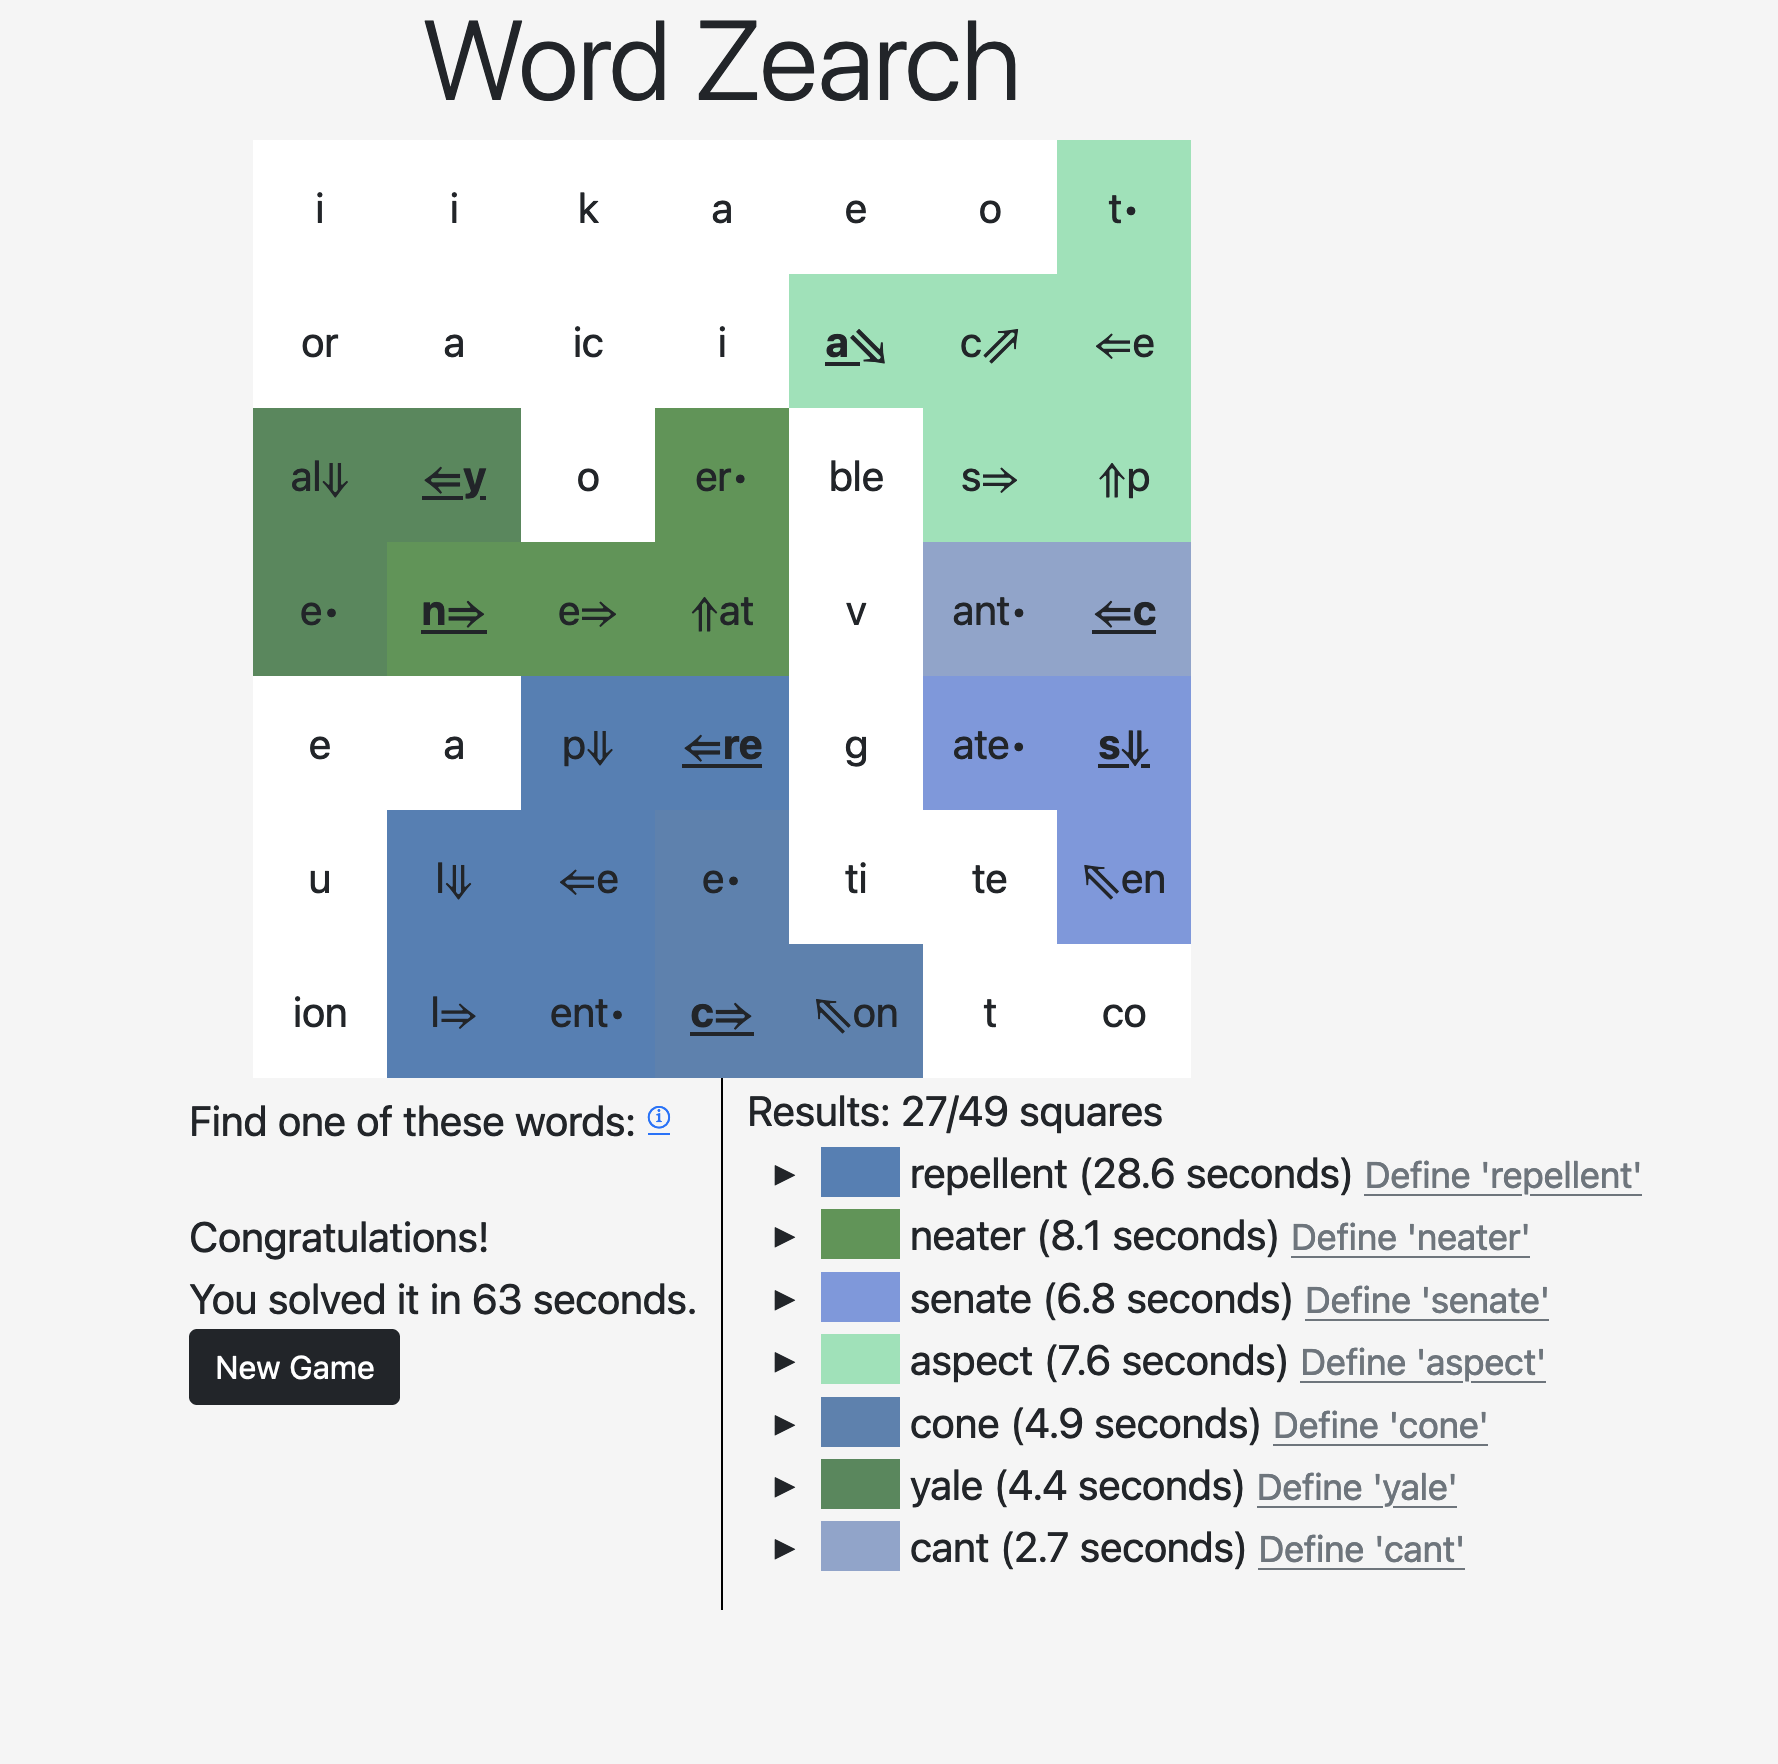 Word Zearch
i i k a e o t•
or a ic i a⇘ c⇗ ⇐e
al⇓ ⇐y o er• ble s⇒ ⇑p
e• n⇒ e⇒ ⇑at v ant• ⇐c
e a p⇓ ⇐re g ate• s⇓
u l⇓ ⇐e e• ti te ⇖en
ion l⇒ ent• c⇒ ⇖on t co
Find one of these words: ⓘ
Congratulations!
You solved it in 63 seconds.
New Game
Results: 27/49 squares
▶ repellent (28.6 seconds) Define 'repellent'
▶ neater (8.1 seconds) Define 'neater'
▶ senate (6.8 seconds) Define 'senate'
▶ aspect (7.6 seconds) Define 'aspect'
▶ cone (4.9 seconds) Define 'cone'
▶ yale (4.4 seconds) Define 'yale'
▶ cant (2.7 seconds) Define 'cant'